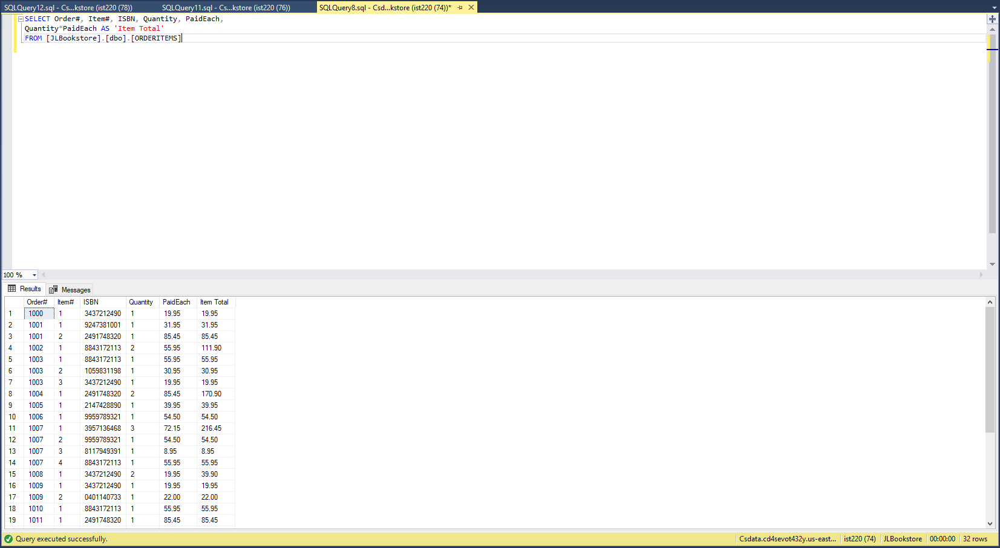 SQLQuery12.sql - Cs...kstore (ist220 (78)) SQLQuery11.sql - Cs...kstore (ist220 (76)) SQLQuery8.sql - Csd...kstore (ist220 (74))*
SELECT Order#, Item#, ISBN, Quantity, PaidEach,
Quantity*PaidEach AS 'Item Total'
FROM [JLBookstore].[dbo].[ORDERITEMS]
100 %
Results Messages
Order# Item# ISBN Quantity PaidEach Item Total
1 1000 1 3437212490 1 19.95 19.95
2 1001 1 9247381001 1 31.95 31.95
3 1001 2 2491748320 1 85.45 85.45
4 1002 1 8843172113 2 55.95 111.90
5 1003 1 8843172113 1 55.95 55.95
6 1003 2 1059831198 1 30.95 30.95
7 1003 3 3437212490 1 19.95 19.95
8 1004 1 2491748320 2 85.45 170.90
9 1005 1 2147428890 1 39.95 39.95
10 1006 1 9959789321 1 54.50 54.50
11 1007 1 3957136468 3 72.15 216.45
12 1007 2 9959789321 1 54.50 54.50
13 1007 3 8117949391 1 8.95 8.95
14 1007 4 8843172113 1 55.95 55.95
15 1008 1 3437212490 2 19.95 39.90
16 1009 1 3437212490 1 19.95 19.95
17 1009 2 0401140733 1 22.00 22.00
18 1010 1 8843172113 1 55.95 55.95
19 1011 1 2491748320 1 85.45 85.45
Query executed successfully. Csdata.cd4sevot432y.us-east... ist220 (74) JLBookstore 00:00:00 32 rows